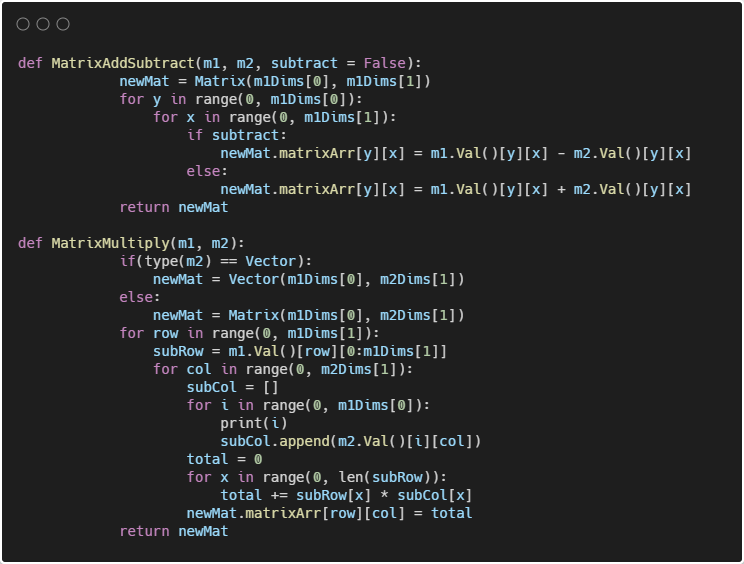 def MatrixAddSubtract(m1, m2, subtract = False):
            newMat = Matrix(m1Dims[0], m1Dims[1])
            for y in range(0, m1Dims[0]):
                for x in range(0, m1Dims[1]):
                    if subtract:
                        newMat.matrixArr[y][x] = m1.Val()[y][x] - m2.Val()[y][x]
                    else:
                        newMat.matrixArr[y][x] = m1.Val()[y][x] + m2.Val()[y][x]
            return newMat

def MatrixMultiply(m1, m2):
            if(type(m2) == Vector):
                newMat = Vector(m1Dims[0], m2Dims[1])
            else:
                newMat = Matrix(m1Dims[0], m2Dims[1])
            for row in range(0, m1Dims[1]):
                subRow = m1.Val()[row][0:m1Dims[1]]
                for col in range(0, m2Dims[1]):
                    subCol = []
                    for i in range(0, m1Dims[0]):
                        print(i)
                        subCol.append(m2.Val()[i][col])
                    total = 0
                    for x in range(0, len(subRow)):
                        total += subRow[x] * subCol[x]
                    newMat.matrixArr[row][col] = total
            return newMat